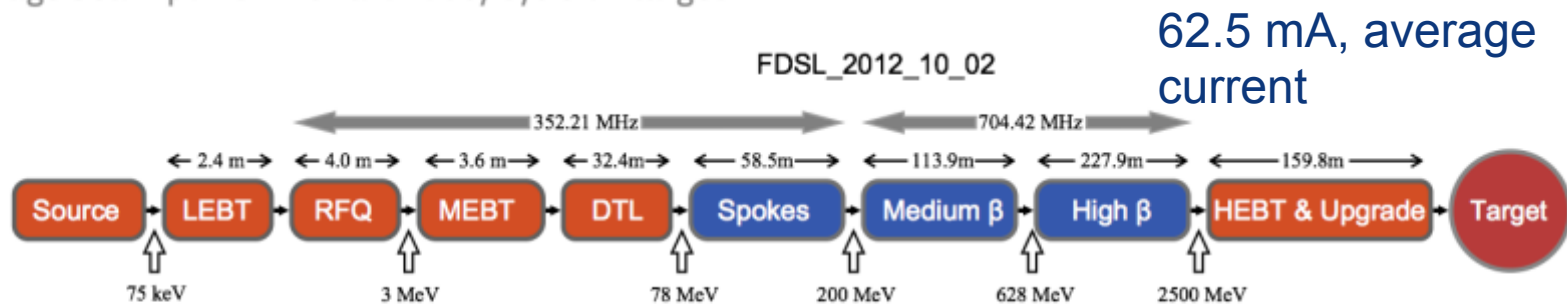 62.5 mA, average
current
FDSL_2012_10_02
352.21 MHz 704.42 MHz
2.4 m 4.0 m 3.6 m 32.4m 58.5m 113.9m 227.9m 159.8m
Source LEBT RFQ MEBT DTL Spokes Medium β High β HEBT & Upgrade Target
75 keV 3 MeV 78 MeV 200 MeV 628 MeV 2500 MeV